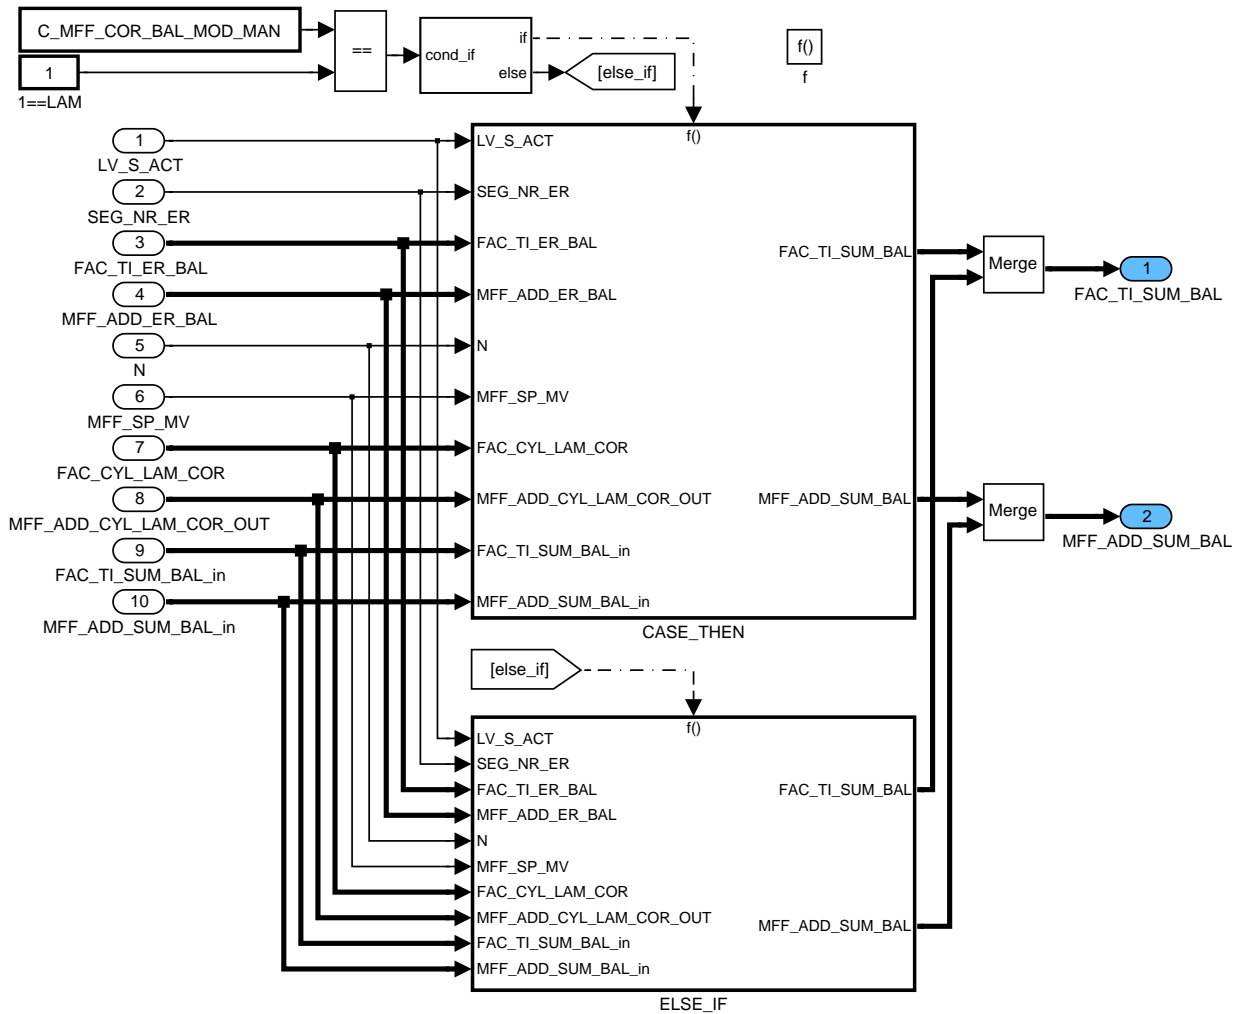 C_MFF_COR_BAL_MOD_MAN
1
1==LAM
==
cond_if
if
else
[else_if]
f()
f
1
LV_S_ACT
2
SEG_NR_ER
3
FAC_TI_ER_BAL
4
MFF_ADD_ER_BAL
5
N
6
MFF_SP_MV
7
FAC_CYL_LAM_COR
8
MFF_ADD_CYL_LAM_COR_OUT
9
FAC_TI_SUM_BAL_in
10
MFF_ADD_SUM_BAL_in
f()
LV_S_ACT
SEG_NR_ER
FAC_TI_ER_BAL
MFF_ADD_ER_BAL
N
MFF_SP_MV
FAC_CYL_LAM_COR
MFF_ADD_CYL_LAM_COR_OUT
FAC_TI_SUM_BAL_in
MFF_ADD_SUM_BAL_in
FAC_TI_SUM_BAL
MFF_ADD_SUM_BAL
CASE_THEN
Merge
1
FAC_TI_SUM_BAL
Merge
2
MFF_ADD_SUM_BAL
[else_if]
f()
LV_S_ACT
SEG_NR_ER
FAC_TI_ER_BAL
MFF_ADD_ER_BAL
N
MFF_SP_MV
FAC_CYL_LAM_COR
MFF_ADD_CYL_LAM_COR_OUT
FAC_TI_SUM_BAL_in
MFF_ADD_SUM_BAL_in
FAC_TI_SUM_BAL
MFF_ADD_SUM_BAL
ELSE_IF